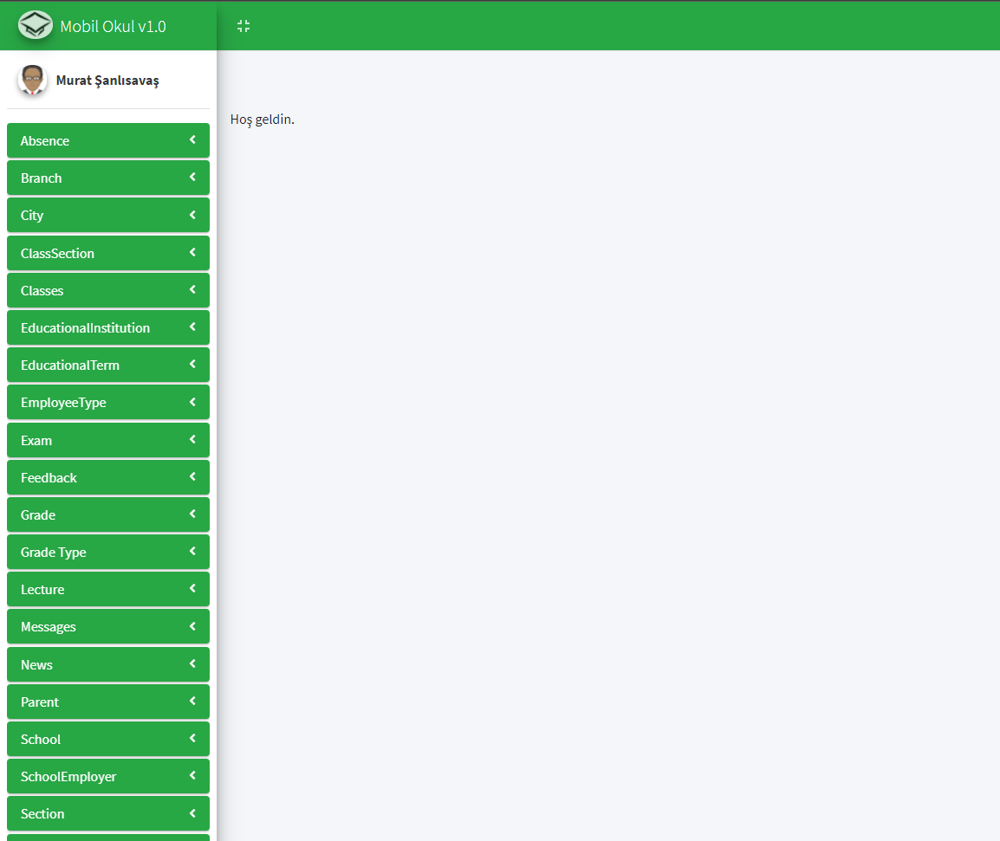 Mobil Okul v1.0
Murat Şanlısavaş
Hoş geldin.
Absence
Branch
City
ClassSection
Classes
EducationalInstitution
EducationalTerm
EmployeeType
Exam
Feedback
Grade
Grade Type
Lecture
Messages
News
Parent
School
SchoolEmployer
Section